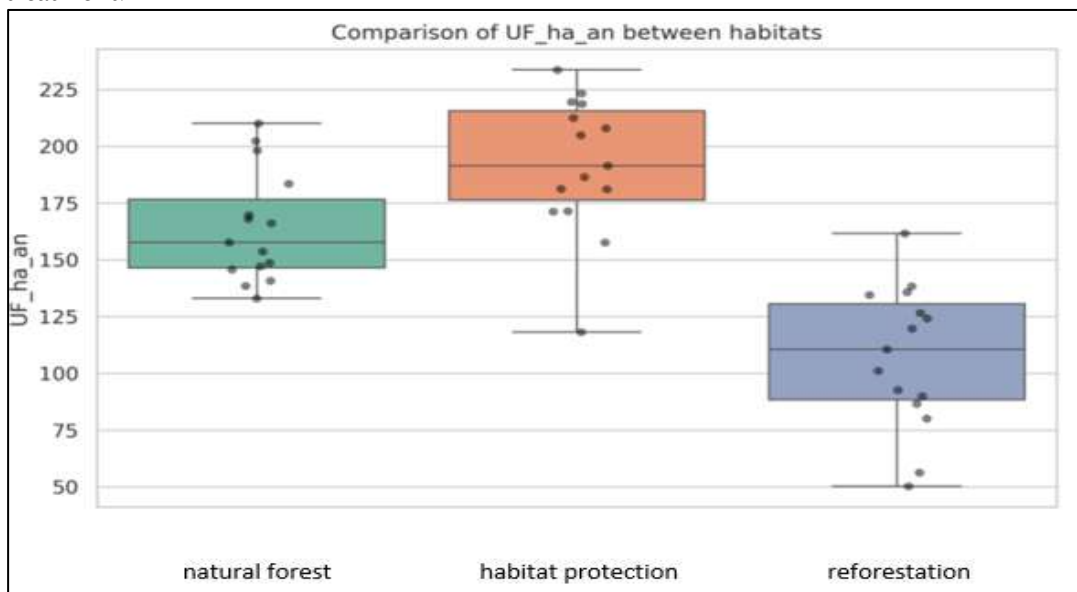 Comparison of UF_ha_an between habitats
UF_ha_an
225
200
175
150
125
100
75
50
natural forest
habitat protection
reforestation